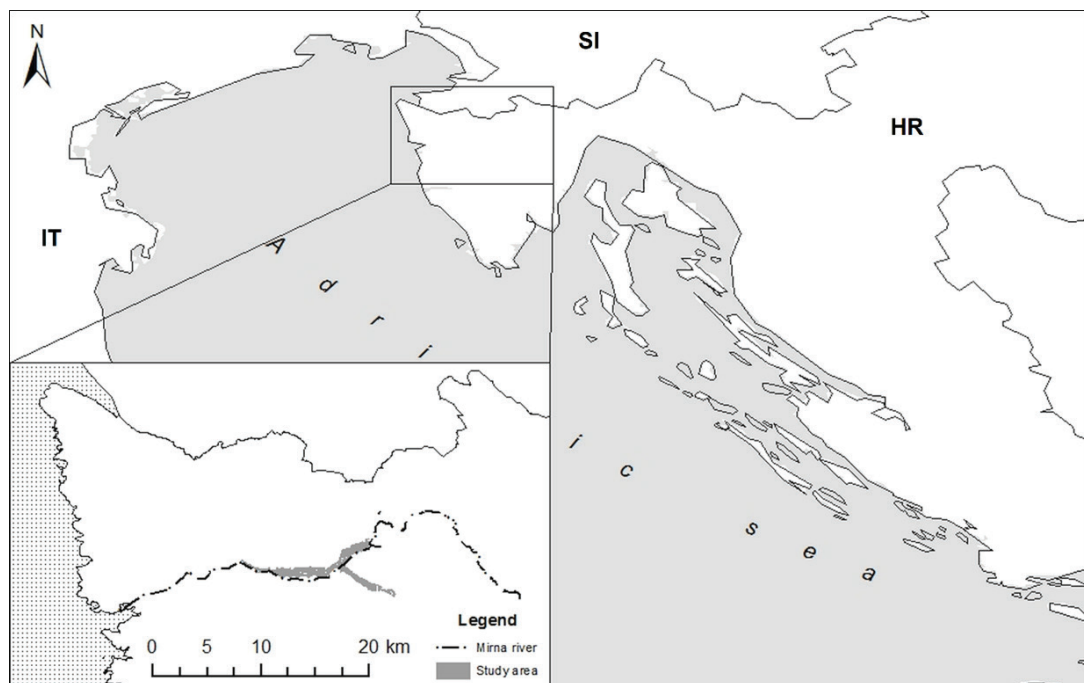 N
SI
HR
IT
A d r i
i c s e a
Legend
Mirna river
Study area
0 5 10 20 km